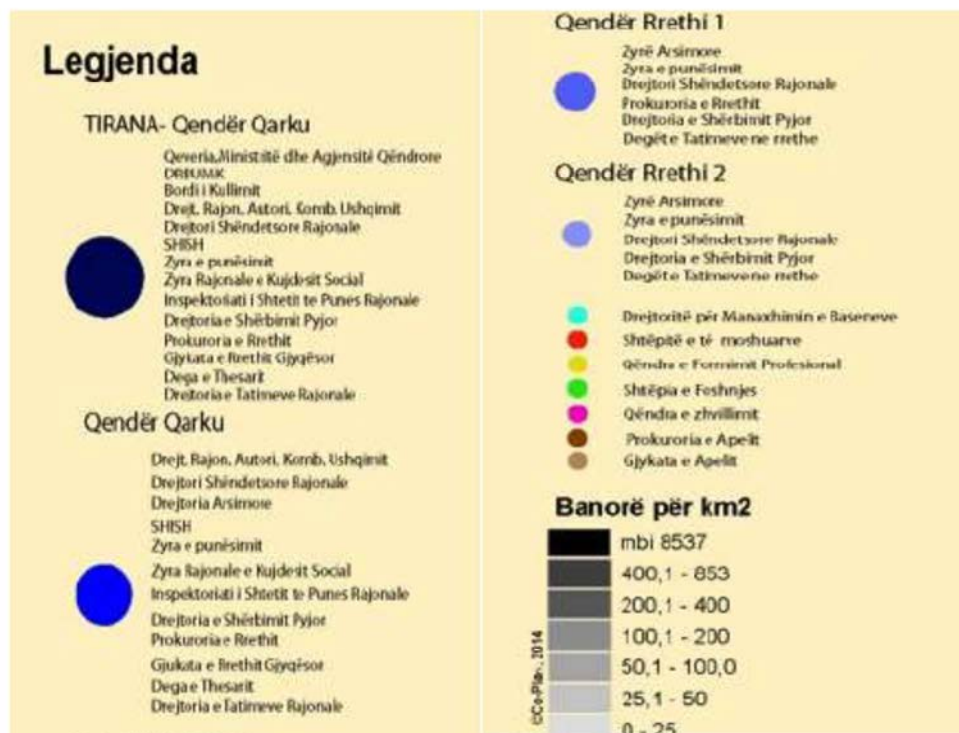 Legjenda
TIRANA- Qendër Qarku
Qeveria,Ministritë dhe Agjensitë Qëndrore
Bordi i Kullimit
Drejt. Rajon. Astori. Komb. Ushqimit
Drejtori Shëndetsore Rajonale
SHISH
Zyra e punësimit
Zyra Rajonale e Kujdesit Social
Inspektoriati i Shtetit te Punes Rajonale
Drejtoria e Shërbimit Pyjor
Prokuroria e Rrethit
Gjykata e Rrethit Gjyqësor
Dega e Thesarit
Drejtoria e Tatimeve Rajonale
Qendër Qarku
Drejt. Rajon. Autori. Komb. Ushqimit
Drejtori Shëndetsore Rajonale
Drejtoria Arsimore
SHISH
Zyra e punësimit
Zyra Rajonale e Kujdesit Social
Inspektoriati i Shtetit te Punes Rajonale
Drejtoria e Shërbimit Pyjor
Prokuroria e Rrethit
Gjukata e Rrethit Gjyqësor
Dega e Thesarit
Drejtoria e Tatimeve Rajonale
Qendër Rrethi 1
Zyrë Arsimore
Zyra e punësimit
Drejtori Shëndetsore Rajonale
Prokuroria e Rrethit
Drejtoria e Shërbimit Pyjor
Degët e Tatimeve ne rrethe
Qendër Rrethi 2
Zyrë Arsimore
Zyra e punësimit
Drejtori Shëndetsore Rajonale
Drejtoria e Shërbimit Pyjor
Degët e Tatimeve ne rrethe
Drejtoritë për Manaxhimin e Baseneve
Shtëpitë e të moshuarve
Qëndra e Formimit Profesional
Shtëpia e Foshnjes
Qëndra e zhvillimit
Prokuroria e Apelit
Gjykata e Apelit
Banorë për km2
mbi 8537
400,1 - 853
200,1 - 400
100,1 - 200
50,1 - 100,0
25,1 - 50
0 - 25
©Co-Plan, 2014